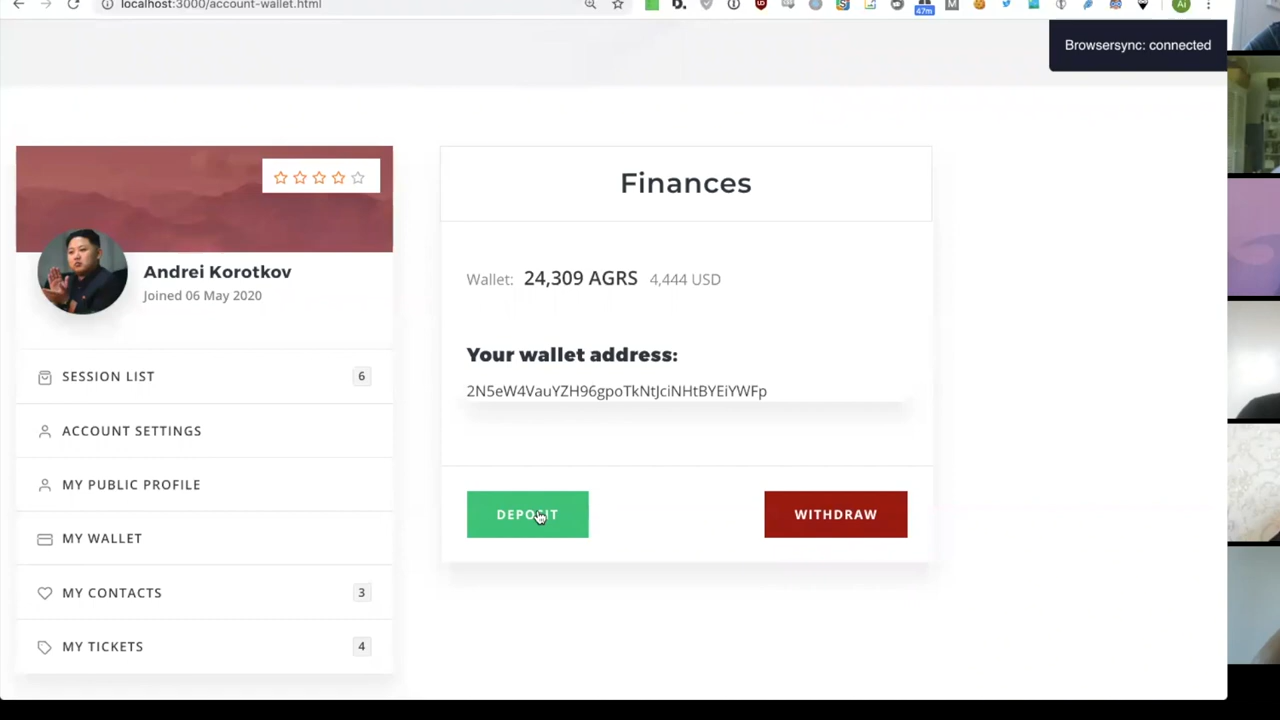 localhost:3000/account-wallet.html
47m
Ai
Browsersync: connected
Andrei Korotkov
Joined 06 May 2020
SESSION LIST 6
ACCOUNT SETTINGS
MY PUBLIC PROFILE
MY WALLET
MY CONTACTS 3
MY TICKETS 4
Finances
Wallet: 24,309 AGRS 4,444 USD
Your wallet address:
2N5eW4VauYZH96gpoTkNtJciNHtBYEiYWFp
DEPOSIT WITHDRAW